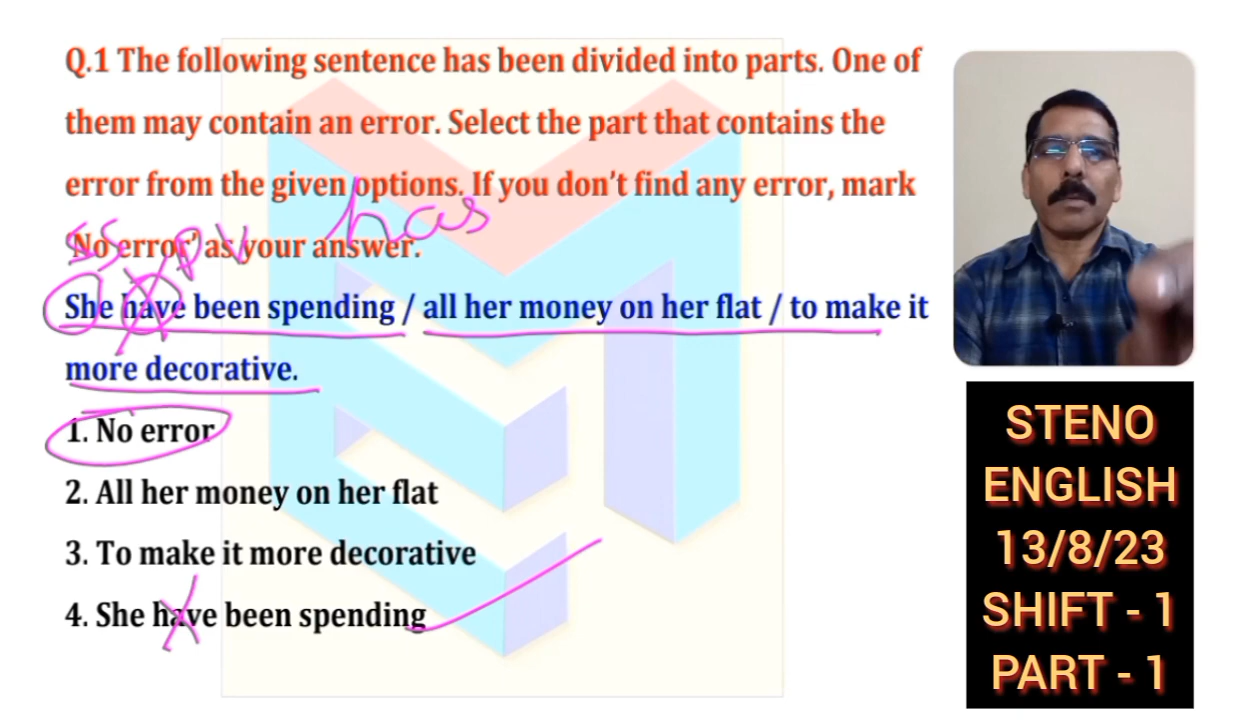 Q.1 The following sentence has been divided into parts. One of
them may contain an error. Select the part that contains the
error from the given options. If you don't find any error, mark
has
'No error' as your answer.
SS PV
She have been spending / all her money on her flat / to make it
more decorative.
1. No error
2. All her money on her flat
3. To make it more decorative
4. She have been spending
STENO
ENGLISH
13/8/23
SHIFT - 1
PART - 1